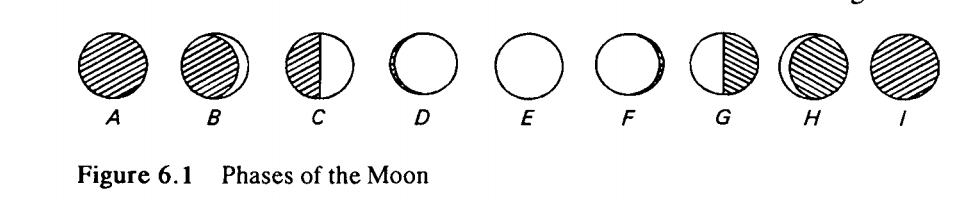 A B C D E F G H I
Figure 6.1 Phases of the Moon